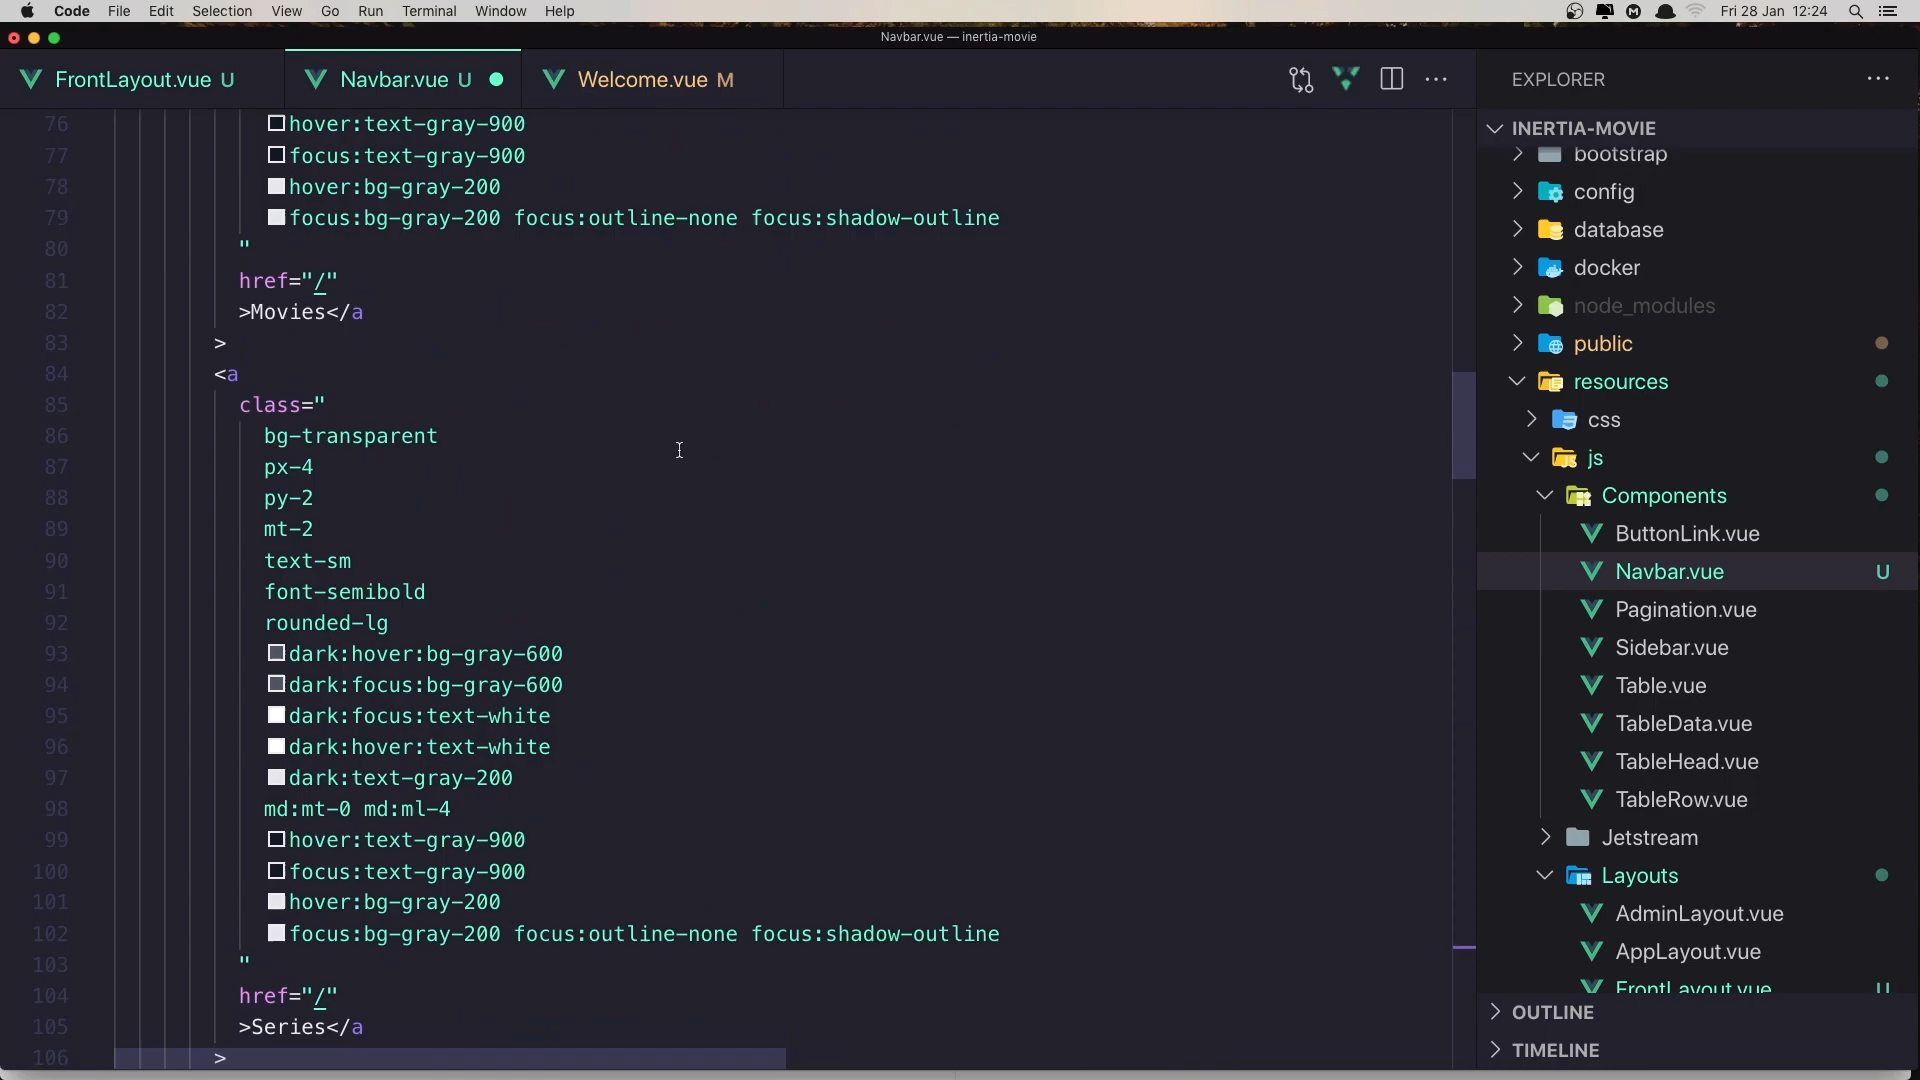 Code File Edit Selection View Go Run Terminal Window Help
Fri 28 Jan 12:24
Navbar.vue — inertia-movie
FrontLayout.vue U
Navbar.vue U
Welcome.vue M
76 hover:text-gray-900
77 focus:text-gray-900
78 hover:bg-gray-200
79 focus:bg-gray-200 focus:outline-none focus:shadow-outline
80 "
81 href="/"
82 >Movies</a
83 >
84 <a
85 class="
86 bg-transparent
87 px-4
88 py-2
89 mt-2
90 text-sm
91 font-semibold
92 rounded-lg
93 dark:hover:bg-gray-600
94 dark:focus:bg-gray-600
95 dark:focus:text-white
96 dark:hover:text-white
97 dark:text-gray-200
98 md:mt-0 md:ml-4
99 hover:text-gray-900
100 focus:text-gray-900
101 hover:bg-gray-200
102 focus:bg-gray-200 focus:outline-none focus:shadow-outline
103 "
104 href="/"
105 >Series</a
106 >
EXPLORER
INERTIA-MOVIE
bootstrap
config
database
docker
node_modules
public
resources
css
js
Components
ButtonLink.vue
Navbar.vue U
Pagination.vue
Sidebar.vue
Table.vue
TableData.vue
TableHead.vue
TableRow.vue
Jetstream
Layouts
AdminLayout.vue
AppLayout.vue
FrontLayout.vue U
OUTLINE
TIMELINE